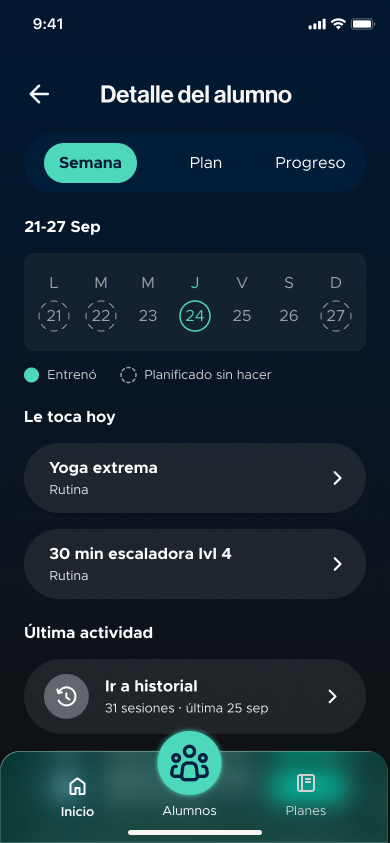 9:41
Detalle del alumno
Semana Plan Progreso
21-27 Sep
L M M J V S D
21 22 23 24 25 26 27
Entrenó Planificado sin hacer
Le toca hoy
Yoga extrema
Rutina
30 min escaladora lvl 4
Rutina
Última actividad
Ir a historial
31 sesiones · última 25 sep
Inicio Alumnos Planes